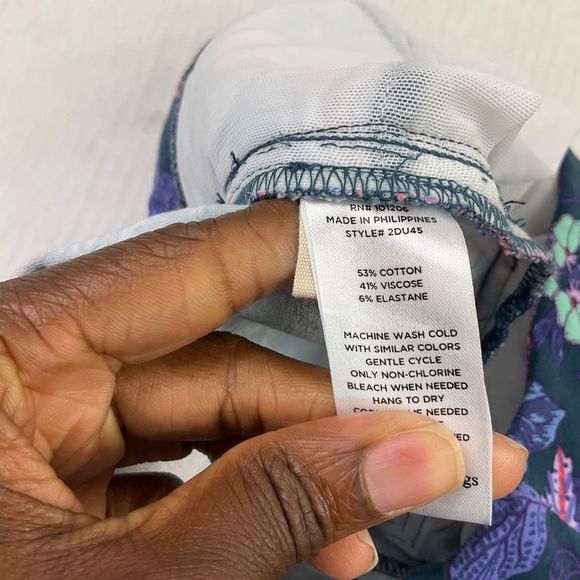 RN# 101206
MADE IN PHILIPPINES
STYLE# 2DU45
53% COTTON
41% VISCOSE
6% ELASTANE
MACHINE WASH COLD
WITH SIMILAR COLORS
GENTLE CYCLE
ONLY NON-CHLORINE
BLEACH WHEN NEEDED
HANG TO DRY
NEEDED